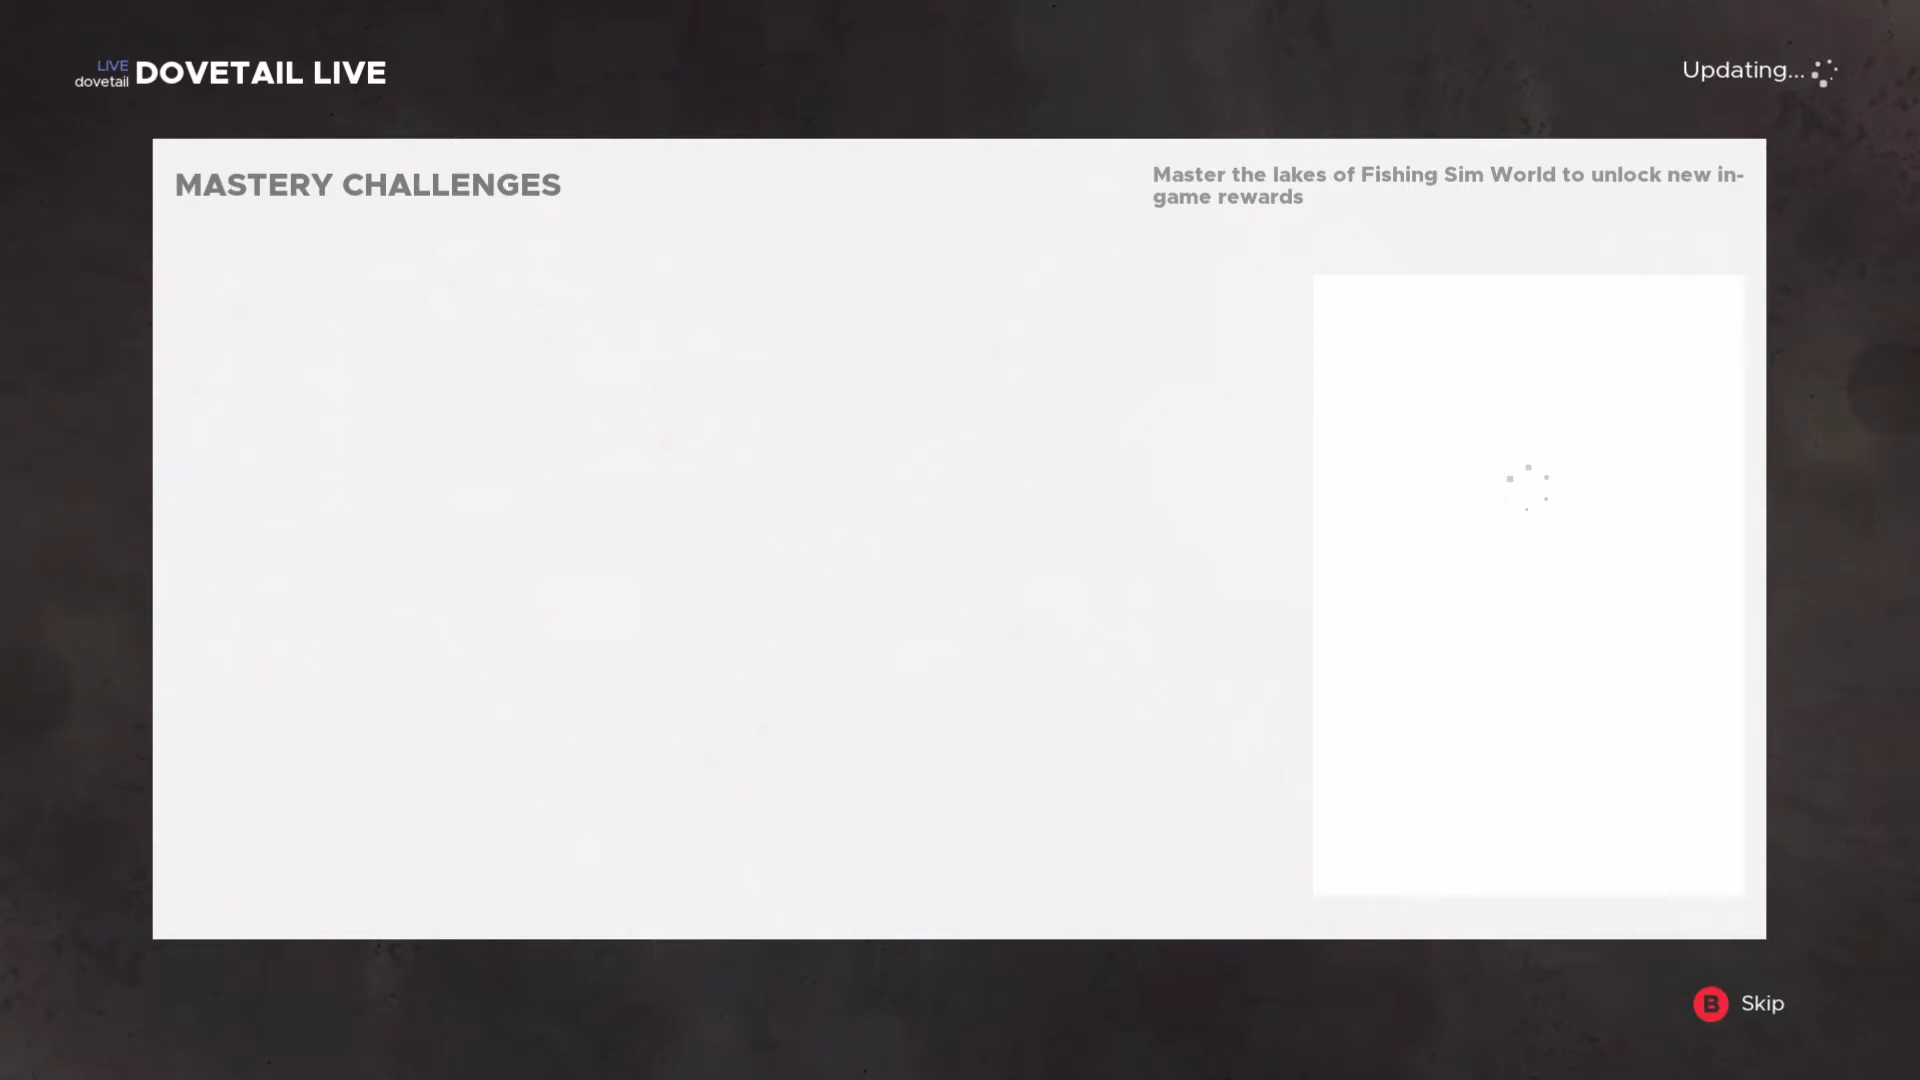 LIVE
dovetail
DOVETAIL LIVE
Updating...
MASTERY CHALLENGES
Master the lakes of Fishing Sim World to unlock new in-
game rewards
B Skip